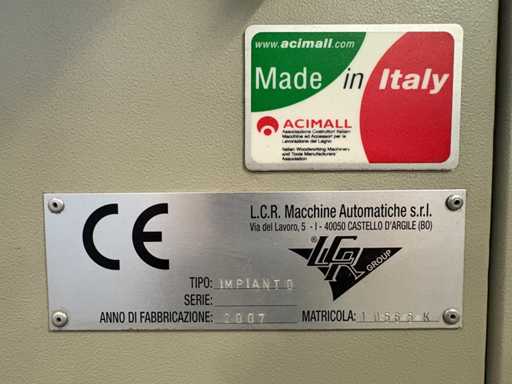 www.acimall.com
Made in Italy
ACIMALL
Associazione Costruttori Italiani
Macchine ed Accessori per la
Lavorazione del Legno
Italian Woodworking Machinery
and Tools Manufacturers'
Association
CE
L.C.R. Macchine Automatiche s.r.l.
Via del Lavoro, 5 - I - 40050 CASTELLO D'ARGILE (BO)
LCR
GROUP
TIPO: IMPIANTO
SERIE:
ANNO DI FABBRICAZIONE: 2007
MATRICOLA: